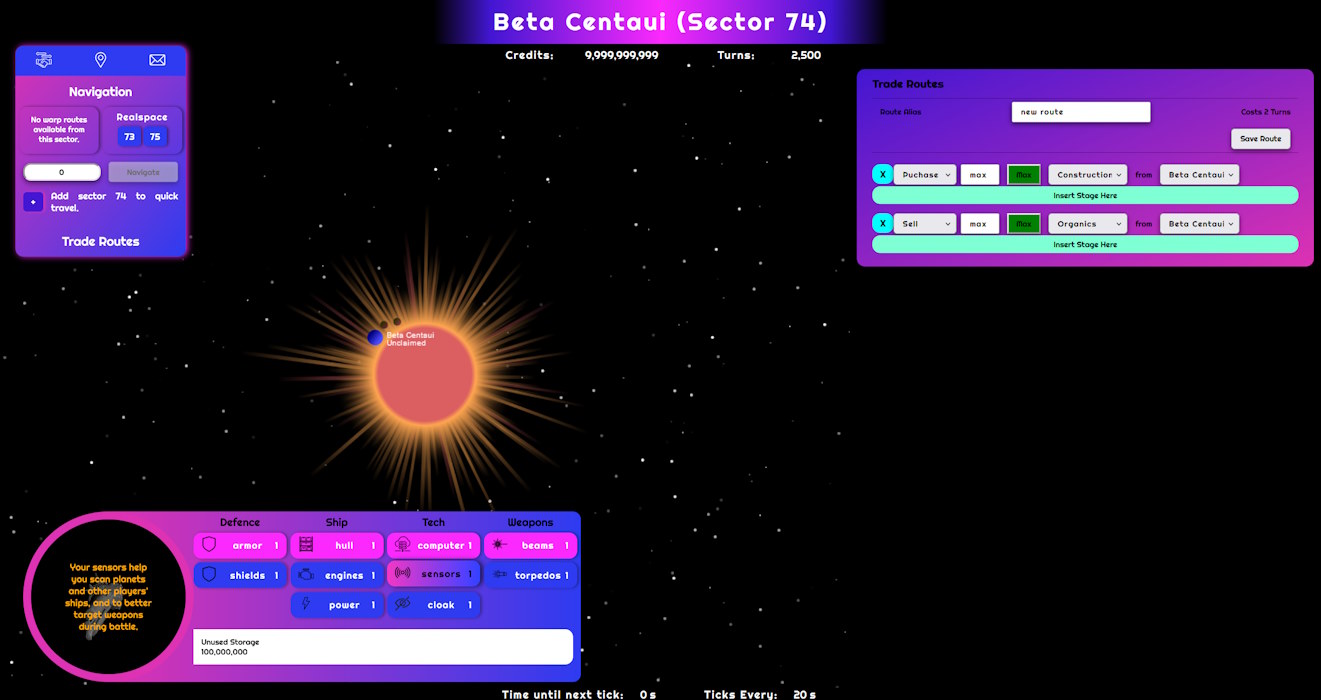 Beta Centaui (Sector 74)
Credits: 9,999,999,999 Turns: 2,500
Navigation
No warp routes
available from
this sector.
Realspace
73 75
0 Navigate
+ Add sector 74 to quick
travel.
Trade Routes
Trade Routes
Route Alias new route Costs 2 Turns
Save Route
X Puchase max Max Construction from Beta Centaui
Insert Stage Here
X Sell max Max Organics from Beta Centaui
Insert Stage Here
Beta Centaui
Unclaimed
Your sensors help
you scan planets
and other players'
ships, and to better
target weapons
during battle.
Defence Ship Tech Weapons
armor 1 hull 1 computer 1 beams 1
shields 1 engines 1 sensors 1 torpedos 1
power 1 cloak 1
Unused Storage
100,000,000
Time until next tick: 0 s Ticks Every: 20 s